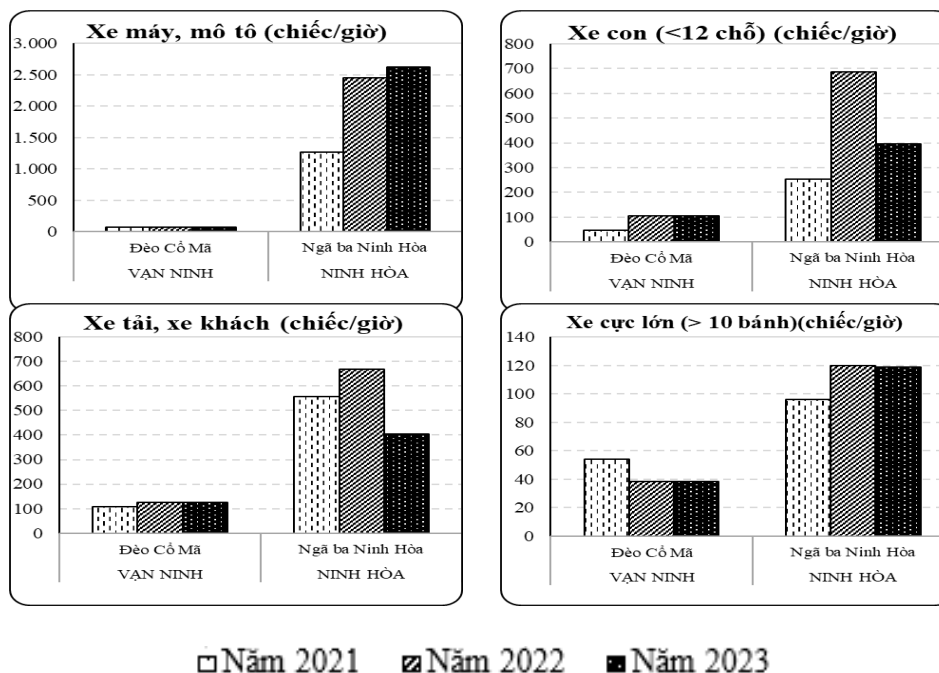 Xe máy, mô tô (chiếc/giờ)
3.000
2.500
2.000
1.500
1.000
500
0
Đèo Cổ Mã
Ngã ba Ninh Hòa
VẠN NINH
NINH HÒA
Xe con (<12 chỗ) (chiếc/giờ)
800
700
600
500
400
300
200
100
0
Đèo Cổ Mã
Ngã ba Ninh Hòa
VẠN NINH
NINH HÒA
Xe tải, xe khách (chiếc/giờ)
800
700
600
500
400
300
200
100
0
Đèo Cổ Mã
Ngã ba Ninh Hòa
VẠN NINH
NINH HÒA
Xe cực lớn (> 10 bánh)(chiếc/giờ)
140
120
100
80
60
40
20
0
Đèo Cổ Mã
Ngã ba Ninh Hòa
VẠN NINH
NINH HÒA
Năm 2021 Năm 2022 Năm 2023